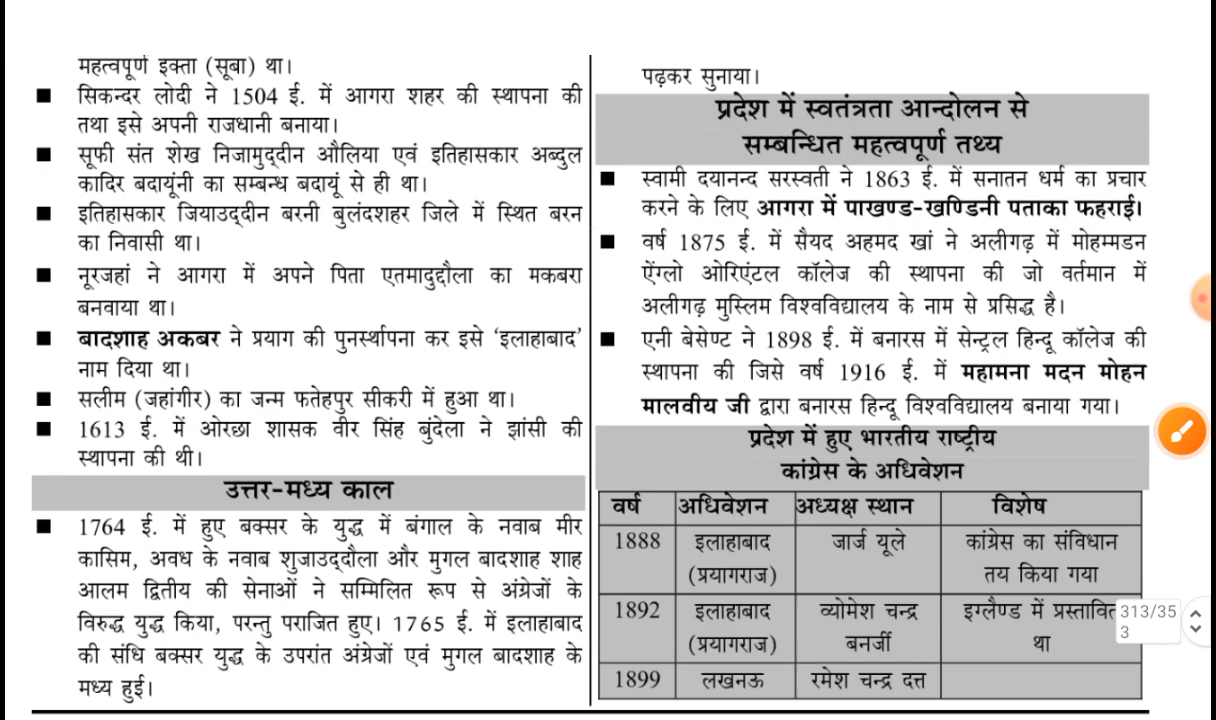 महत्वपूर्ण इक्ता (सूबा) था।
■ सिकन्दर लोदी ने 1504 ई. में आगरा शहर की स्थापना की
तथा इसे अपनी राजधानी बनाया।
■ सूफी संत शेख निजामुद्दीन औलिया एवं इतिहासकार अब्दुल
कादिर बदायूंनी का सम्बन्ध बदायूं से ही था।
■ इतिहासकार जियाउद्दीन बरनी बुलंदशहर जिले में स्थित बरन
का निवासी था।
■ नूरजहां ने आगरा में अपने पिता एतमादुद्दौला का मकबरा
बनवाया था।
■ बादशाह अकबर ने प्रयाग की पुनर्स्थापना कर इसे ‘इलाहाबाद’
नाम दिया था।
■ सलीम (जहांगीर) का जन्म फतेहपुर सीकरी में हुआ था।
■ 1613 ई. में ओरछा शासक वीर सिंह बुंदेला ने झांसी की
स्थापना की थी।
उत्तर-मध्य काल
■ 1764 ई. में हुए बक्सर के युद्ध में बंगाल के नवाब मीर
कासिम, अवध के नवाब शुजाउद्दौला और मुगल बादशाह शाह
आलम द्वितीय की सेनाओं ने सम्मिलित रूप से अंग्रेजों के
विरुद्ध युद्ध किया, परन्तु पराजित हुए। 1765 ई. में इलाहाबाद
की संधि बक्सर युद्ध के उपरांत अंग्रेजों एवं मुगल बादशाह के
मध्य हुई।
पढ़कर सुनाया।
प्रदेश में स्वतंत्रता आन्दोलन से
सम्बन्धित महत्वपूर्ण तथ्य
■ स्वामी दयानन्द सरस्वती ने 1863 ई. में सनातन धर्म का प्रचार
करने के लिए आगरा में पाखण्ड-खण्डिनी पताका फहराई।
■ वर्ष 1875 ई. में सैयद अहमद खां ने अलीगढ़ में मोहम्मडन
ऐंग्लो ओरिएंटल कॉलेज की स्थापना की जो वर्तमान में
अलीगढ़ मुस्लिम विश्वविद्यालय के नाम से प्रसिद्ध है।
■ एनी बेसेण्ट ने 1898 ई. में बनारस में सेन्ट्रल हिन्दू कॉलेज की
स्थापना की जिसे वर्ष 1916 ई. में महामना मदन मोहन
मालवीय जी द्वारा बनारस हिन्दू विश्वविद्यालय बनाया गया।
प्रदेश में हुए भारतीय राष्ट्रीय
कांग्रेस के अधिवेशन
वर्ष अधिवेशन अध्यक्ष स्थान विशेष
1888 इलाहाबाद जार्ज यूले कांग्रेस का संविधान
(प्रयागराज) तय किया गया
1892 इलाहाबाद व्योमेश चन्द्र इग्लैण्ड में प्रस्तावित
(प्रयागराज) बनर्जी था
1899 लखनऊ रमेश चन्द्र दत्त
313/35
3